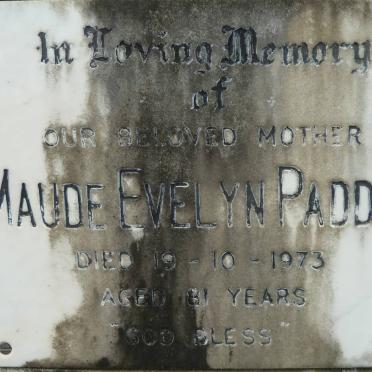 In Loving Memory
of
OUR BELOVED MOTHER
MAUDE EVELYN PADD
DIED 19 - 10 - 1973
AGED 81 YEARS
"GOD BLESS"